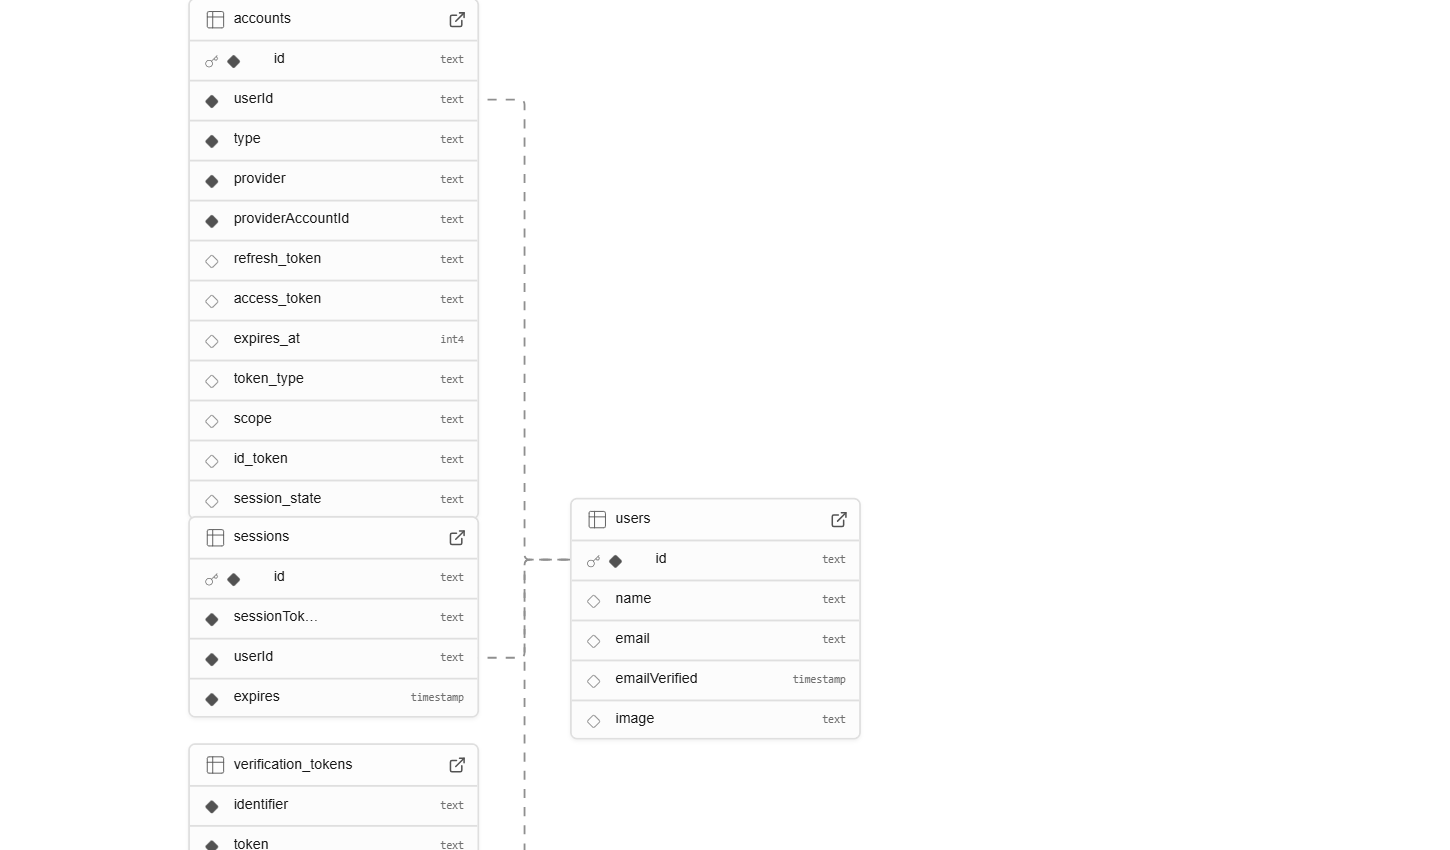 accounts
id text
userId text
type text
provider text
providerAccountId text
refresh_token text
access_token text
expires_at int4
token_type text
scope text
id_token text
session_state text
sessions
id text
sessionTok... text
userId text
expires timestamp
verification_tokens
identifier text
token text
users
id text
name text
email text
emailVerified timestamp
image text